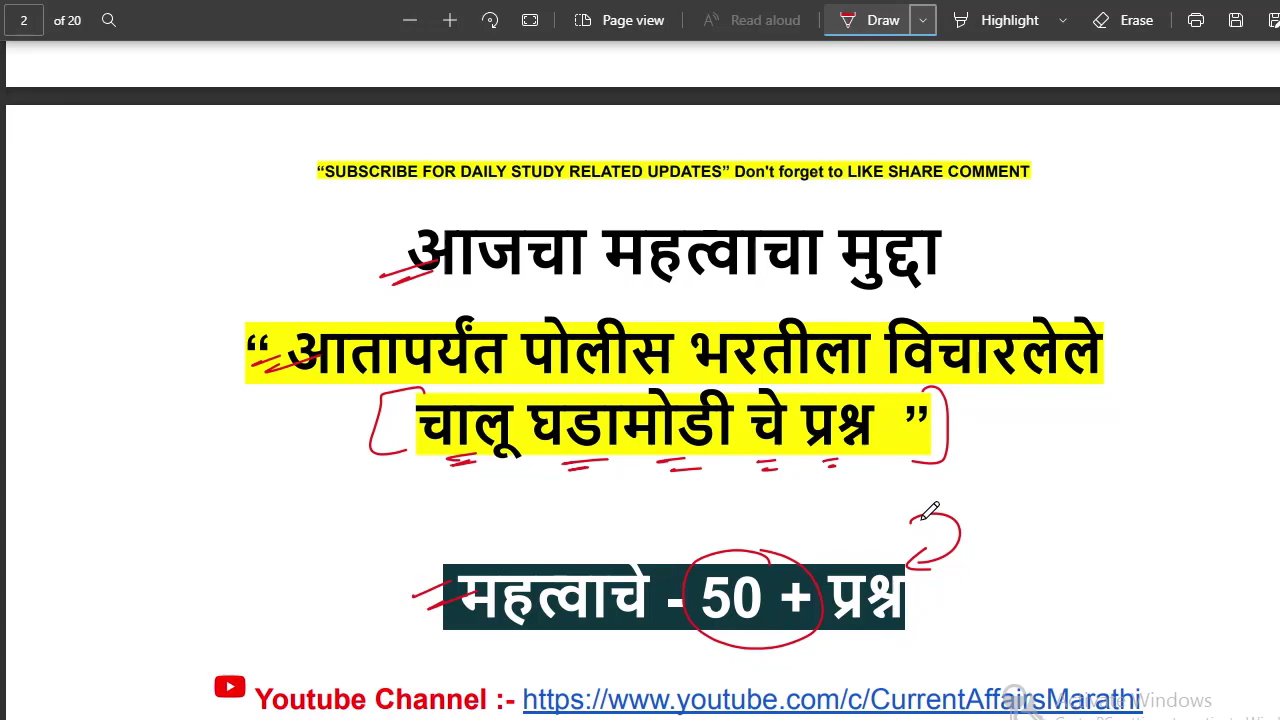 2 of 20 Page view Read aloud Draw Highlight Erase
“SUBSCRIBE FOR DAILY STUDY RELATED UPDATES” Don't forget to LIKE SHARE COMMENT
आजचा महत्वाचा मुद्दा
“ आतापर्यंत पोलीस भरतीला विचारलेले
चालू घडामोडी चे प्रश्न ”
महत्वाचे - 50 + प्रश्न
Youtube Channel :- https://www.youtube.com/c/CurrentAffairsMarathi
Activate Windows